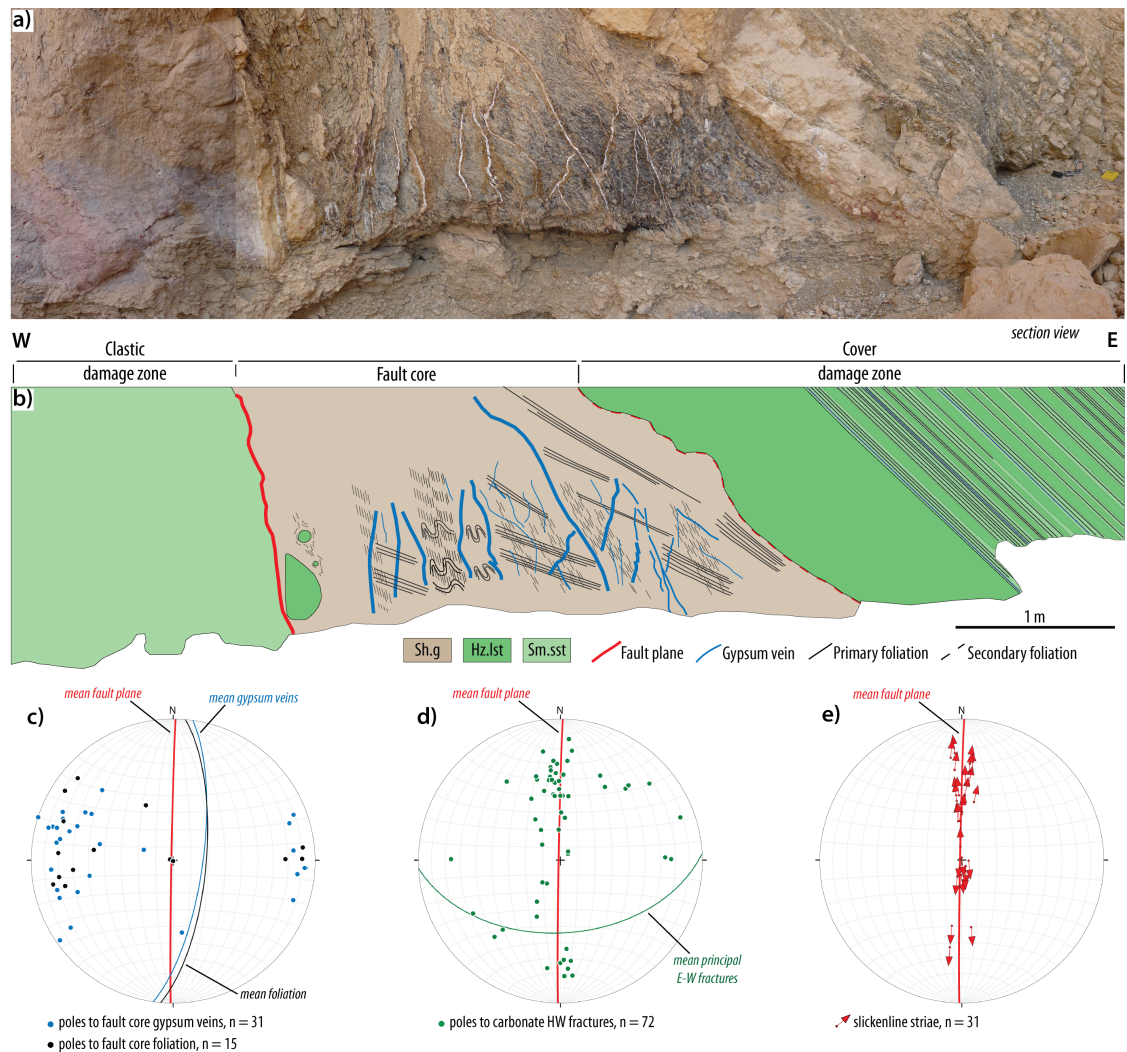 a)
section view
W
E
Clastic
Cover
damage zone
Fault core
damage zone
b)
1 m
Sh.g
Hz.lst
Sm.sst
Fault plane
Gypsum vein
Primary foliation
Secondary foliation
c)
mean fault plane
mean gypsum veins
N
mean foliation
poles to fault core gypsum veins, n = 31
poles to fault core foliation, n = 15
d)
mean fault plane
N
mean principal
E-W fractures
poles to carbonate HW fractures, n = 72
e)
mean fault plane
N
slickenline striae, n = 31